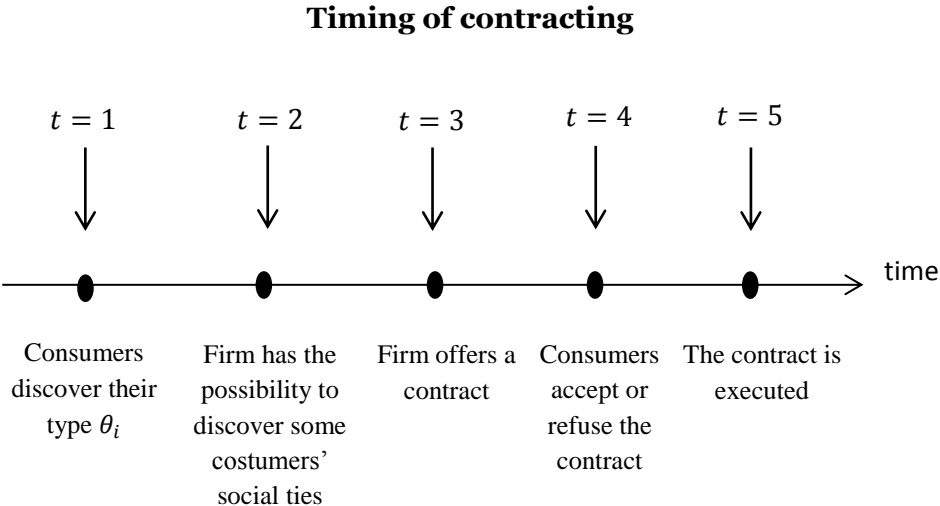 Timing of contracting
t = 1
t = 2
t = 3
t = 4
t = 5
time
Consumers
discover their
type θᵢ
Firm has the
possibility to
discover some
costumers’
social ties
Firm offers a
contract
Consumers
accept or
refuse the
contract
The contract is
executed